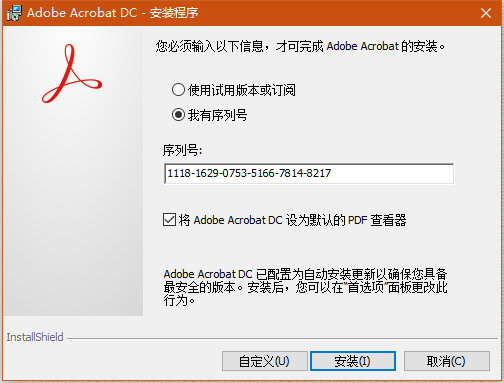 Adobe Acrobat DC - 安装程序
您必须输入以下信息，才可完成 Adobe Acrobat 的安装。
使用试用版本或订阅
我有序列号
序列号:
1118-1629-0753-5166-7814-8217
将 Adobe Acrobat DC 设为默认的 PDF 查看器
Adobe Acrobat DC 已配置为自动安装更新以确保您具备
最安全的版本。安装后，您可以在“首选项”面板更改此
行为。
InstallShield
自定义(U)
安装(I)
取消(C)